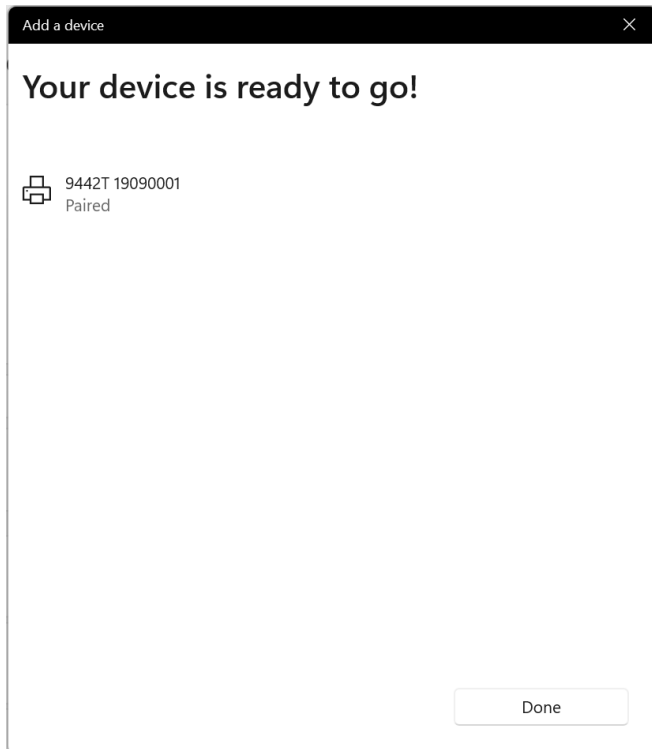 Add a device
Your device is ready to go!
9442T 19090001
Paired
Done